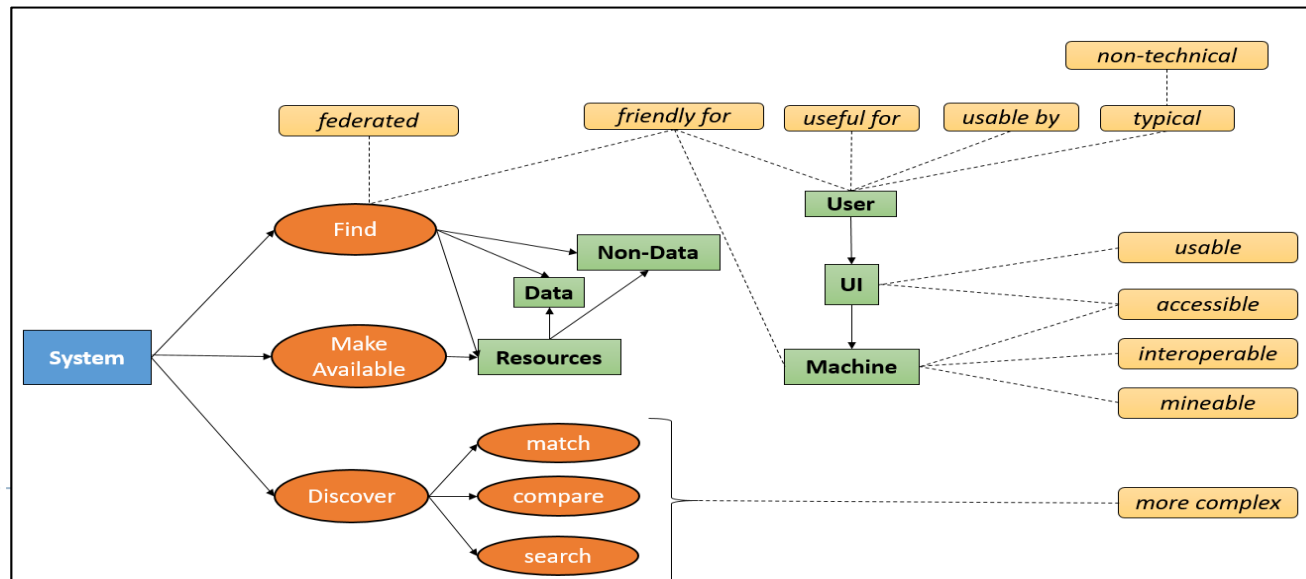 non-technical
federated
friendly for
useful for
usable by
typical
User
Find
Non-Data
usable
UI
Data
accessible
System
Make
Available
Resources
interoperable
Machine
mineable
match
Discover
compare
more complex
search